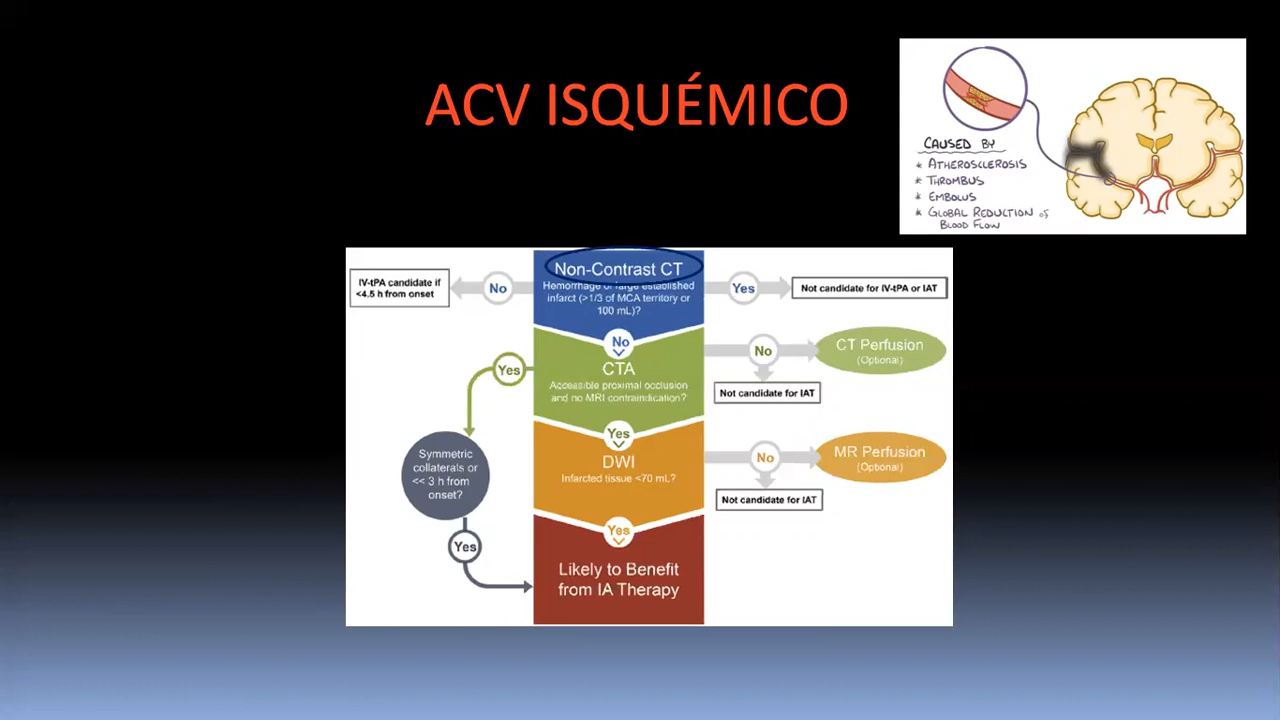 ACV ISQUÉMICO
CAUSED BY
* ATHEROSCLEROSIS
* THROMBUS
* EMBOLUS
* GLOBAL REDUCTION OF
BLOOD FLOW
Non-Contrast CT
Hemorrhage or large established
infarct (>1/3 of MCA territory or
100 mL)?
No
IV-tPA candidate if
<4.5 h from onset
Yes
Not candidate for IV-tPA or IAT
No
CTA
Accessible proximal occlusion
and no MRI contraindication?
No
CT Perfusion
(Optional)
Not candidate for IAT
Yes
Symmetric
collaterals or
<< 3 h from
onset?
Yes
Yes
DWI
Infarcted tissue <70 mL?
No
MR Perfusion
(Optional)
Not candidate for IAT
Yes
Likely to Benefit
from IA Therapy